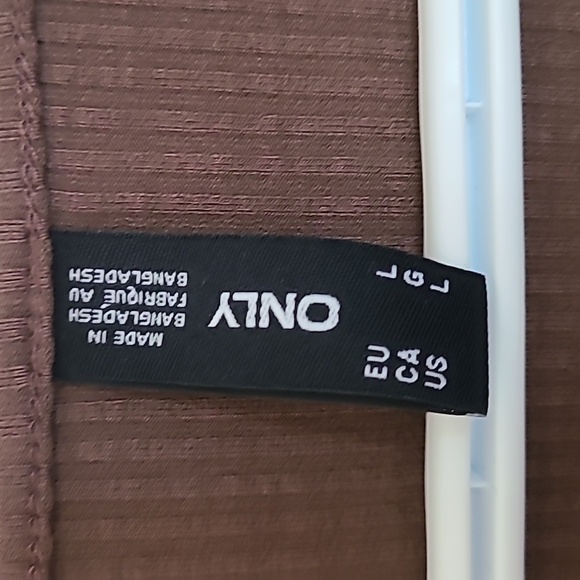 ONLY
MADE IN
BANGLADESH
FABRIQUÉ AU
BANGLADESH
EU L
CA G
US L